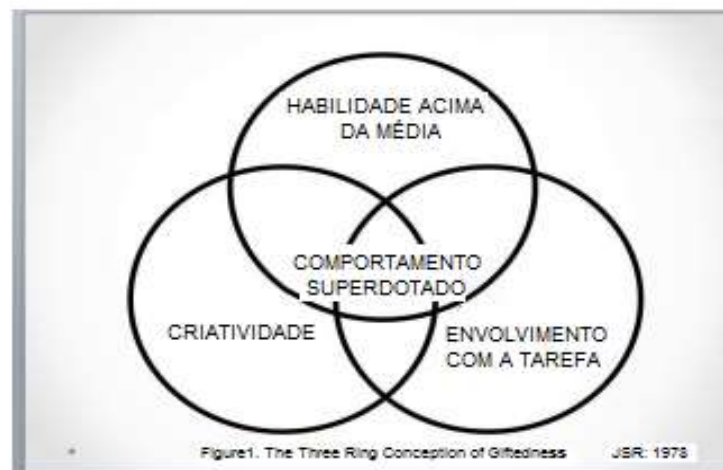 HABILIDADE ACIMA
DA MÉDIA
COMPORTAMENTO
SUPERDOTADO
CRIATIVIDADE
ENVOLVIMENTO
COM A TAREFA
Figure1. The Three Ring Conception of Giftedness JSR: 1978